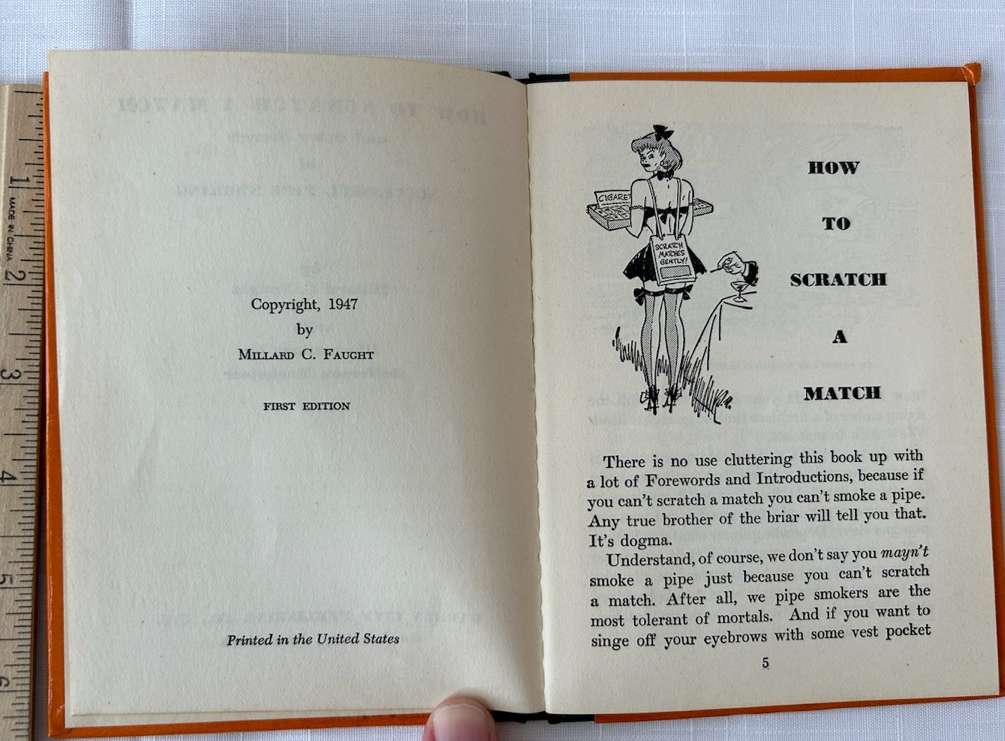 Copyright, 1947
by
MILLARD C. FAUGHT
FIRST EDITION
Printed in the United States
CIGARET
SCRATCH
MATCHES
GENTLY!
HOW
TO
SCRATCH
A
MATCH
There is no use cluttering this book up with
a lot of Forewords and Introductions, because if
you can't scratch a match you can't smoke a pipe.
Any true brother of the briar will tell you that.
It's dogma.
Understand, of course, we don't say you mayn't
smoke a pipe just because you can't scratch
a match. After all, we pipe smokers are the
most tolerant of mortals. And if you want to
singe off your eyebrows with some vest pocket
5
1
MADE IN CHINA
2
3
4
5
6